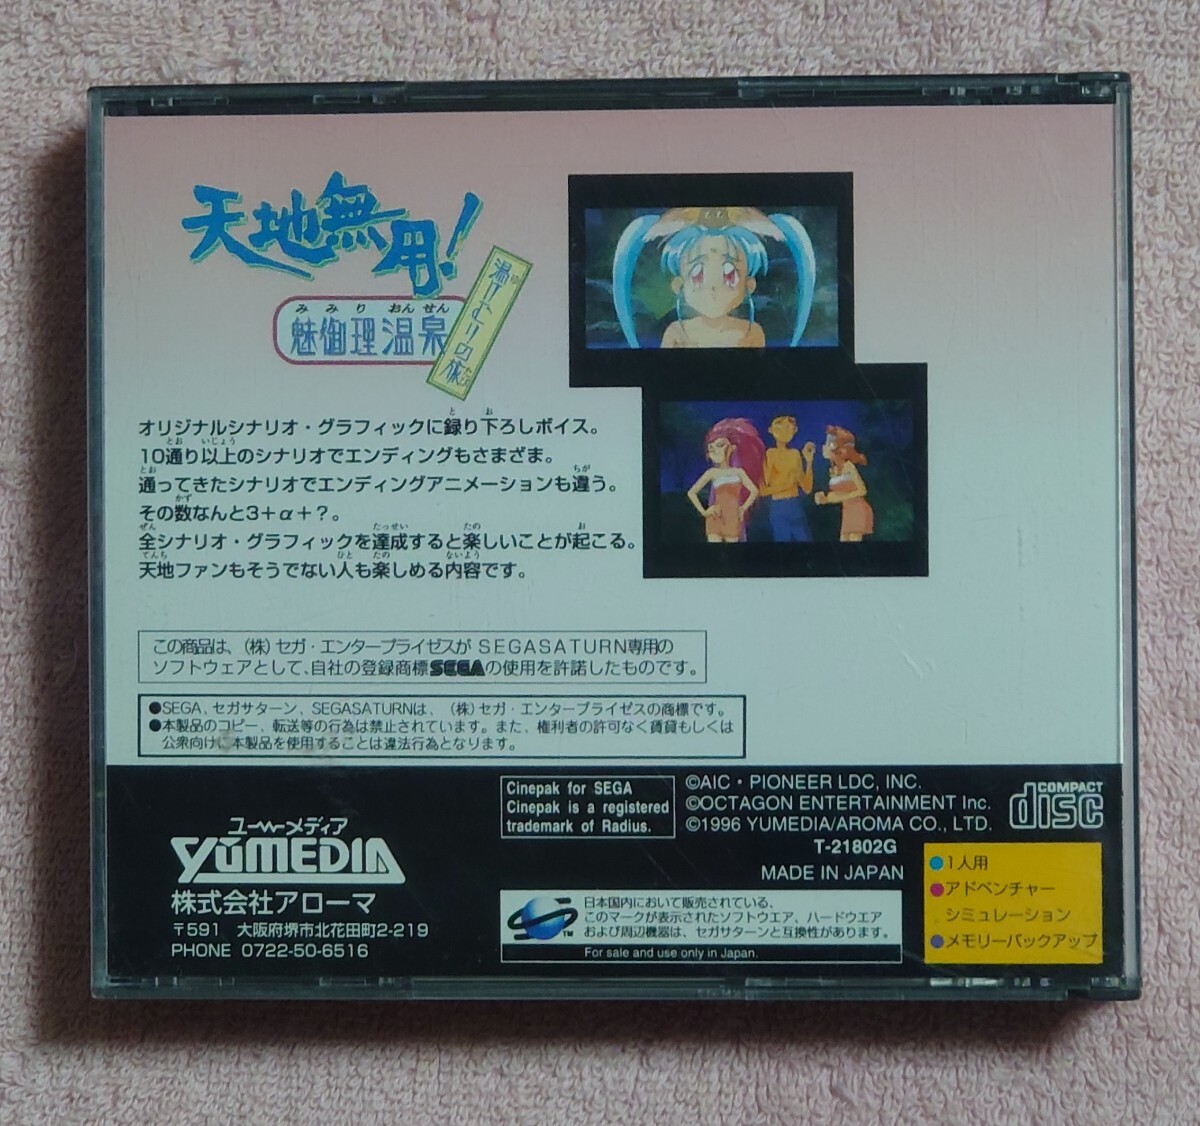 天地無用!
みみりおんせん
魅御理温泉
湯けむりの旅
オリジナルシナリオ・グラフィックに録り下ろしボイス。
10通り以上のシナリオでエンディングもさまざま。
通ってきたシナリオでエンディングアニメーションも違う。
その数なんと3+α+?。
全シナリオ・グラフィックを達成すると楽しいことが起こる。
天地ファンもそうでない人も楽しめる内容です。
この商品は、(株)セガ・エンタープライゼスがSEGASATURN専用の
ソフトウェアとして、自社の登録商標SEGAの使用を許諾したものです。
●SEGA、セガサターン、SEGASATURNは、(株)セガ・エンタープライゼスの商標です。
●本製品のコピー、転送等の行為は禁止されています。また、権利者の許可なく賃貸もしくは
公衆向けに本製品を使用することは違法行為となります。
ユーメディア
YUMEDIA
株式会社アローマ
〒591 大阪府堺市北花田町2-219
PHONE 0722-50-6516
Cinepak for SEGA
Cinepak is a registered
trademark of Radius.
©AIC・PIONEER LDC, INC.
©OCTAGON ENTERTAINMENT Inc.
©1996 YUMEDIA/AROMA CO., LTD.
T-21802G
MADE IN JAPAN
COMPACT
disc
日本国内において販売されている、
このマークが表示されたソフトウエア、ハードウエア
および周辺機器は、セガサターンと互換性があります。
For sale and use only in Japan.
●1人用
●アドベンチャー
シミュレーション
●メモリーバックアップ